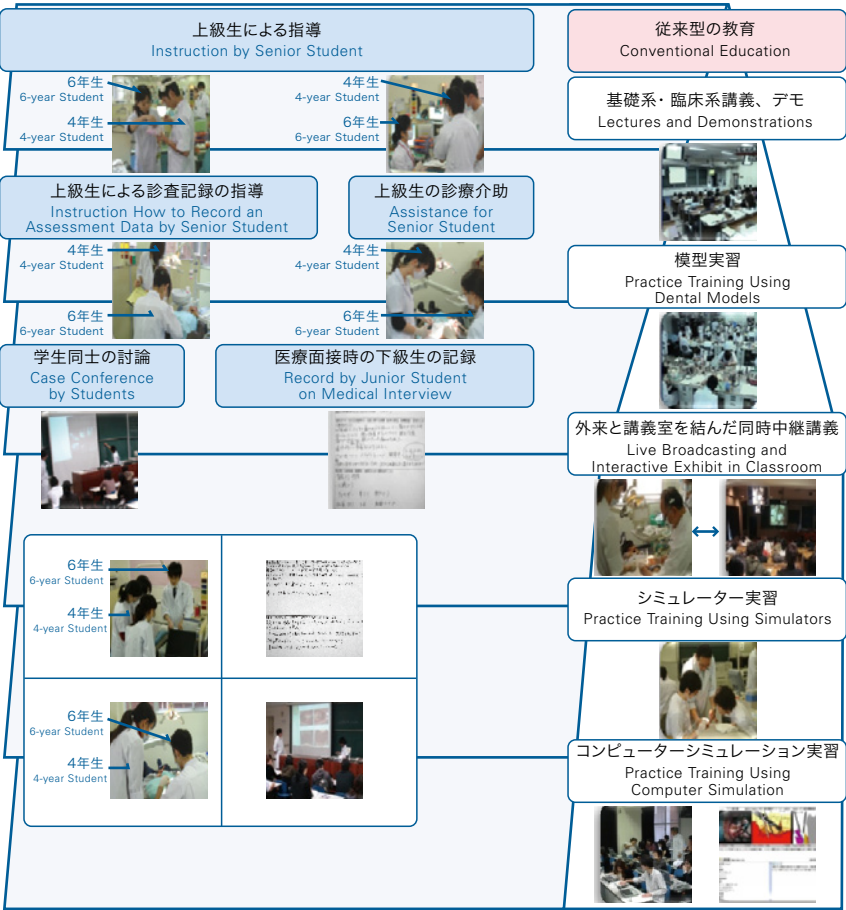 上級生による指導
Instruction by Senior Student
6年生
6-year Student
4年生
4-year Student
4年生
4-year Student
6年生
6-year Student
上級生による診査記録の指導
Instruction How to Record an
Assessment Data by Senior Student
上級生の診療介助
Assistance for
Senior Student
4年生
4-year Student
6年生
6-year Student
4年生
4-year Student
6年生
6-year Student
学生同士の討論
Case Conference
by Students
医療面接時の下級生の記録
Record by Junior Student
on Medical Interview
6年生
6-year Student
4年生
4-year Student
6年生
6-year Student
4年生
4-year Student
従来型の教育
Conventional Education
基礎系・臨床系講義、デモ
Lectures and Demonstrations
模型実習
Practice Training Using
Dental Models
外来と講義室を結んだ同時中継講義
Live Broadcasting and
Interactive Exhibit in Classroom
シミュレーター実習
Practice Training Using Simulators
コンピューターシミュレーション実習
Practice Training Using
Computer Simulation